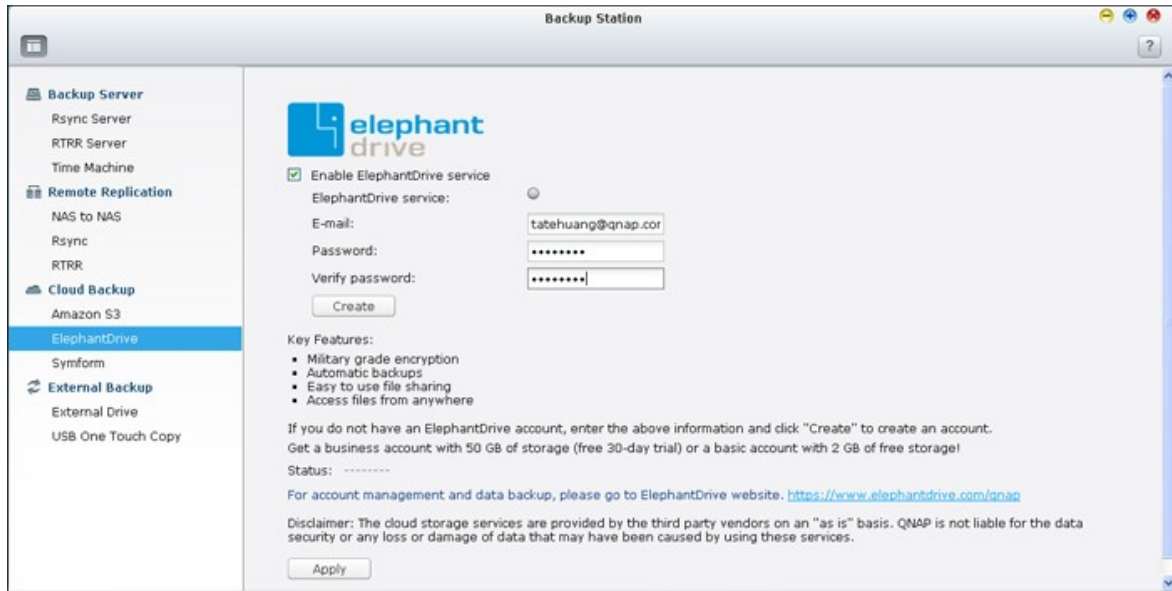 Backup Station
?
Backup Server
Rsync Server
RTRR Server
Time Machine
Remote Replication
NAS to NAS
Rsync
RTRR
Cloud Backup
Amazon S3
ElephantDrive
Symform
External Backup
External Drive
USB One Touch Copy
elephant
drive
Enable ElephantDrive service
ElephantDrive service:
E-mail: tatehuang@qnap.cor
Password: ••••••••
Verify password: ••••••••
Create
Key Features:
▪ Military grade encryption
▪ Automatic backups
▪ Easy to use file sharing
▪ Access files from anywhere
If you do not have an ElephantDrive account, enter the above information and click "Create" to create an account.
Get a business account with 50 GB of storage (free 30-day trial) or a basic account with 2 GB of free storage!
Status: --------
For account management and data backup, please go to ElephantDrive website. https://www.elephantdrive.com/qnap
Disclaimer: The cloud storage services are provided by the third party vendors on an "as is" basis. QNAP is not liable for the data
security or any loss or damage of data that may have been caused by using these services.
Apply